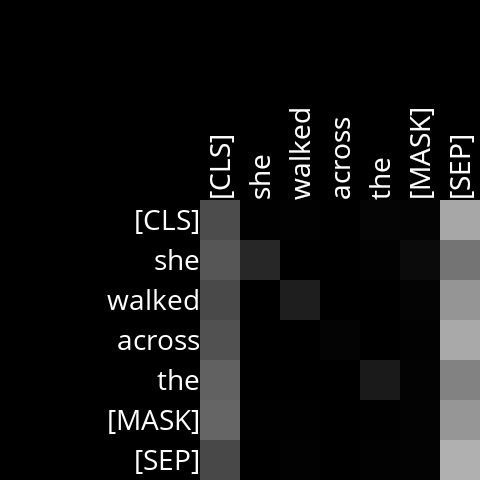 [CLS] she walked across the [MASK] [SEP]
[CLS]
she
walked
across
the
[MASK]
[SEP]